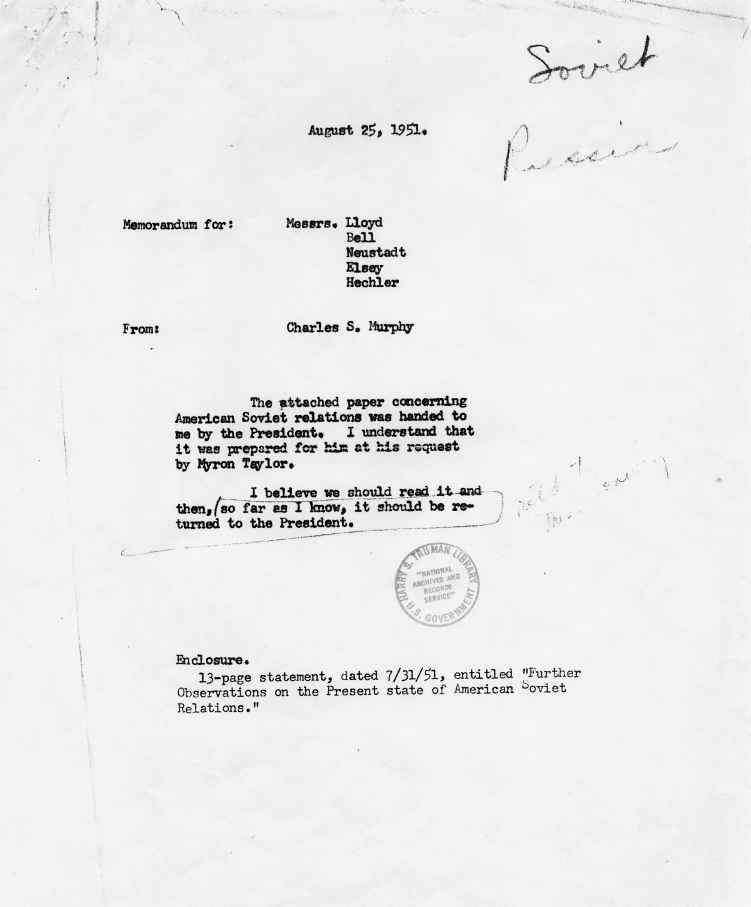 Soviet
Russia
August 25, 1951.
Memorandum for: Messrs. Lloyd
Bell
Neustadt
Elsey
Hechler
From: Charles S. Murphy
The attached paper concerning
American Soviet relations was handed to
me by the President. I understand that
it was prepared for him at his request
by Myron Taylor.
I believe we should read it and
then, (so far as I know, it should be re-
turned to the President.
HARRY S. TRUMAN LIBRARY
"NATIONAL
ARCHIVES AND
RECORDS
SERVICE"
U.S. GOVERNMENT
Enclosure.
13-page statement, dated 7/31/51, entitled "Further
Observations on the Present state of American Soviet
Relations."